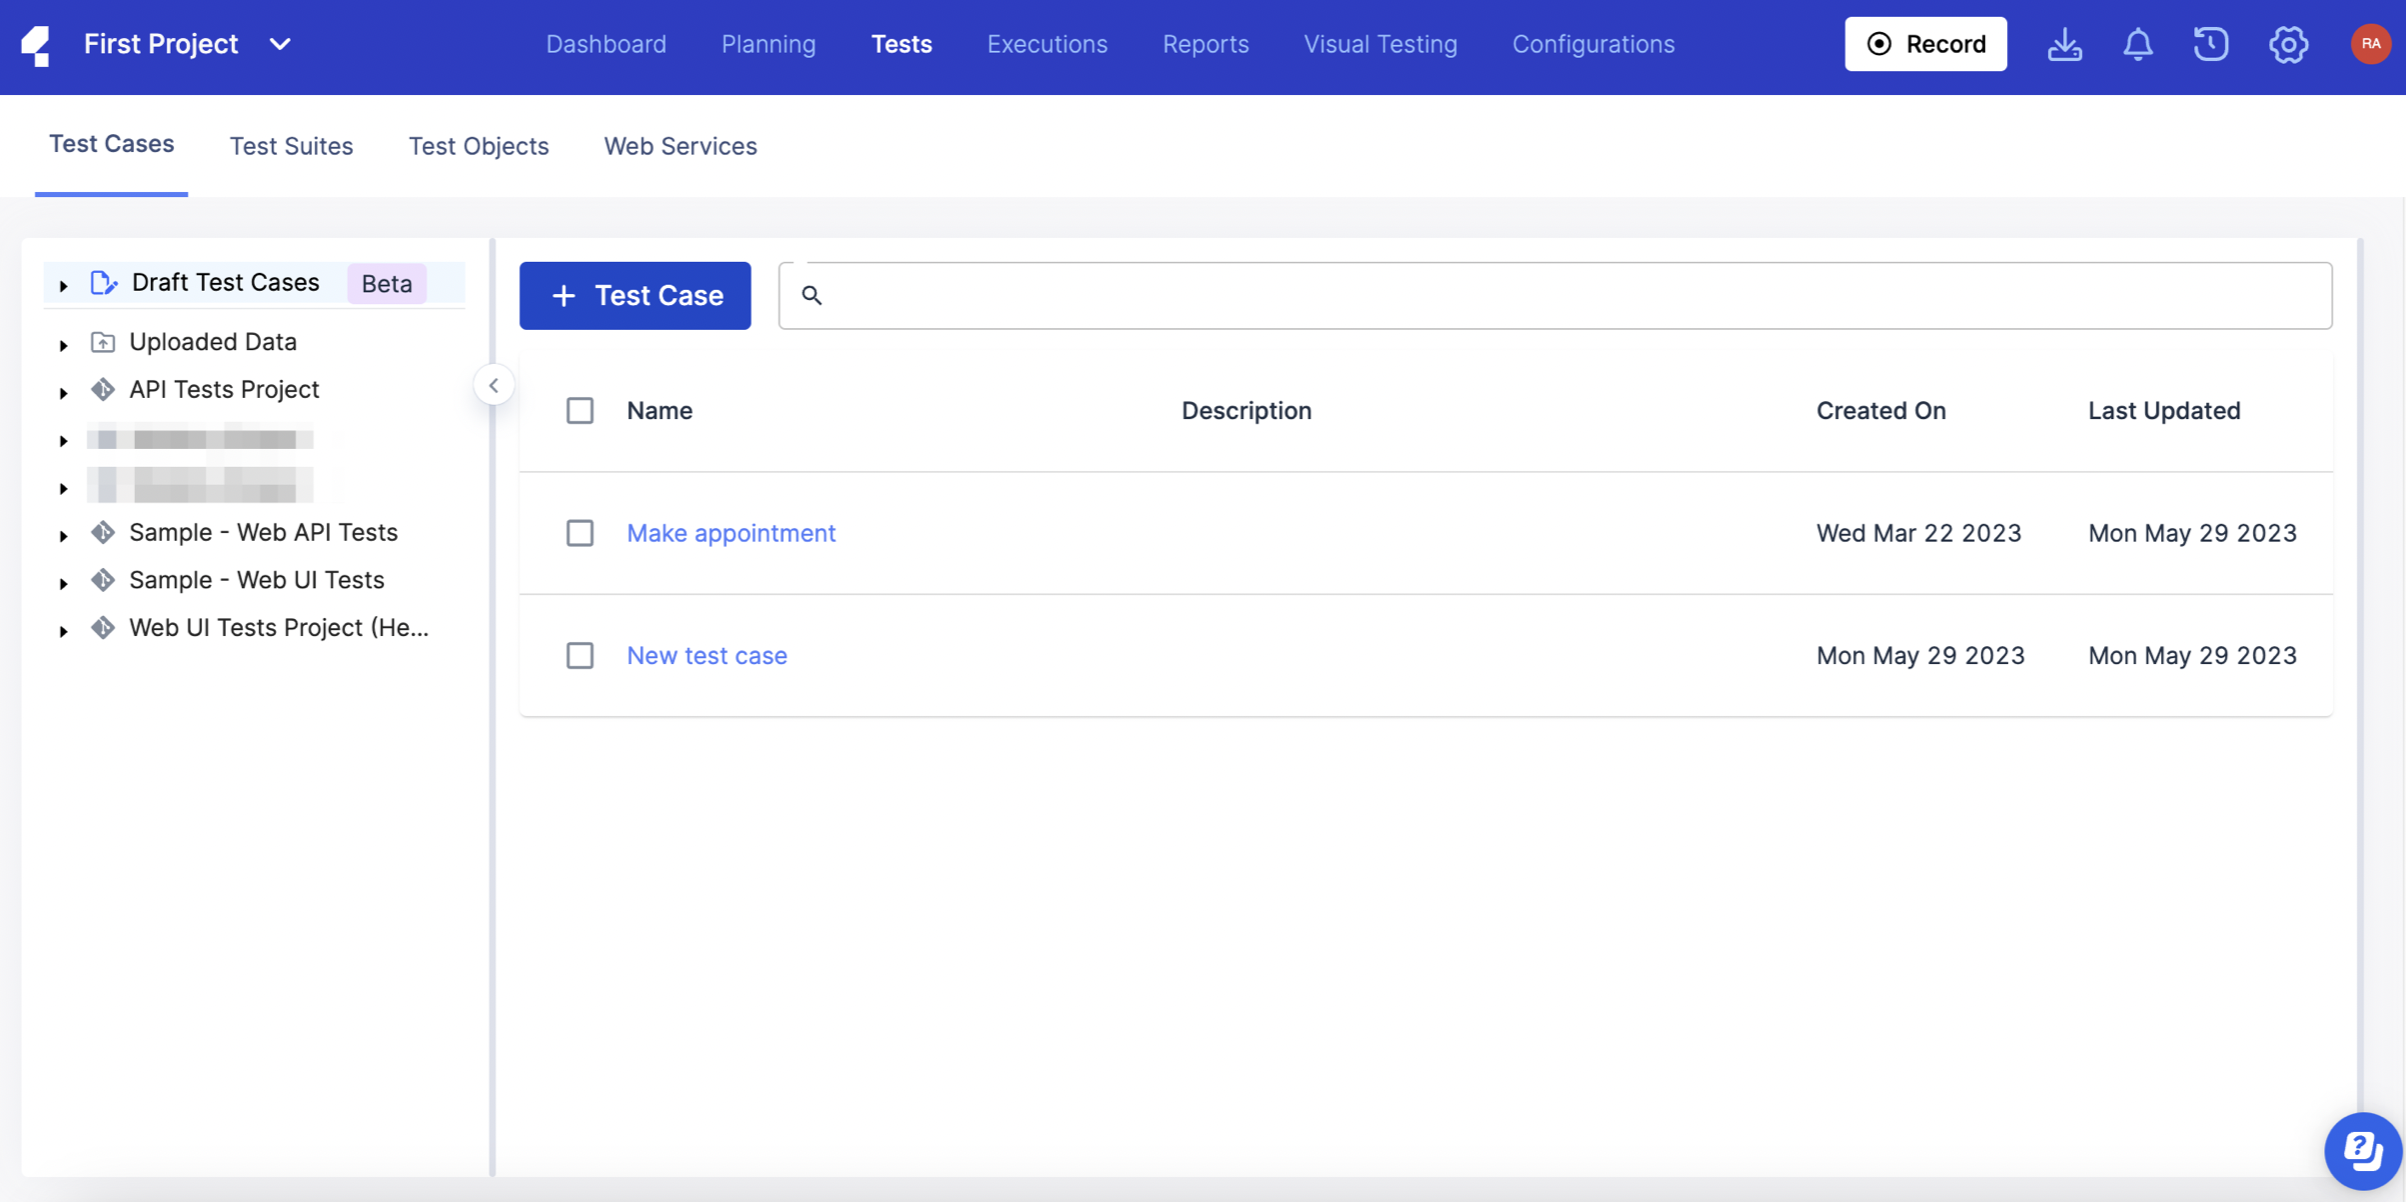 First Project
Dashboard
Planning
Tests
Executions
Reports
Visual Testing
Configurations
Record
RA
Test Cases
Test Suites
Test Objects
Web Services
Draft Test Cases
Beta
Uploaded Data
API Tests Project
Sample - Web API Tests
Sample - Web UI Tests
Web UI Tests Project (He...
+ Test Case
Name
Description
Created On
Last Updated
Make appointment
Wed Mar 22 2023
Mon May 29 2023
New test case
Mon May 29 2023
Mon May 29 2023
?